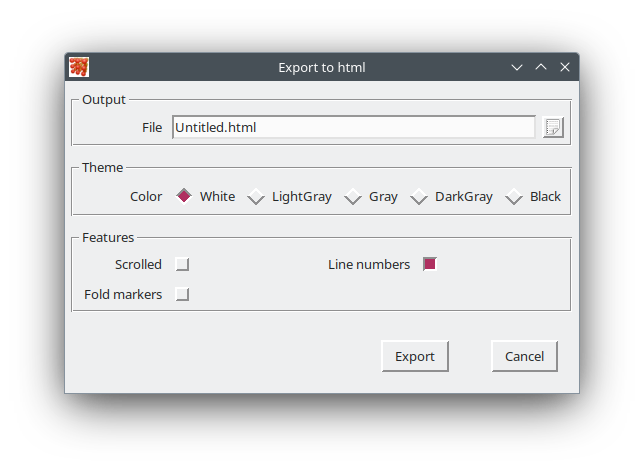 Export to html
Output
File Untitled.html
Theme
Color White LightGray Gray DarkGray Black
Features
Scrolled Line numbers
Fold markers
Export Cancel